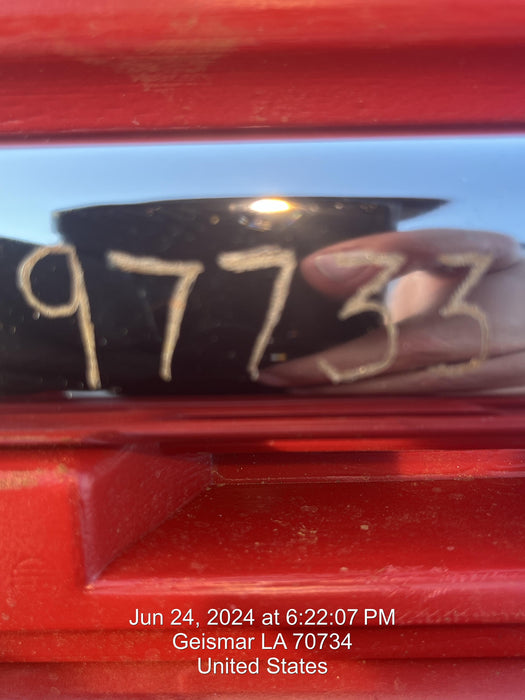 97733
Jun 24, 2024 at 6:22:07 PM
Geismar LA 70734
United States